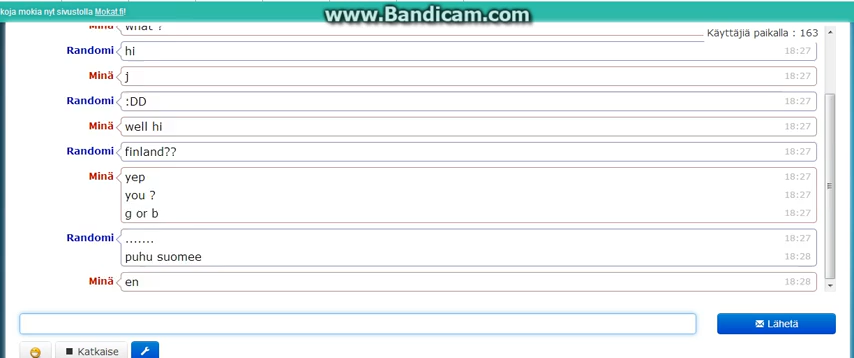 koja mokia nyt sivustolla Mokat.fi!
www.Bandicam.com
Käyttäjiä paikalla : 163
Minä what ?
Randomi hi 18:27
Minä j 18:27
Randomi :DD 18:27
Minä well hi 18:27
Randomi finland?? 18:27
Minä yep 18:27
you ? 18:27
g or b 18:27
Randomi ....... 18:27
puhu suomee 18:28
Minä en 18:28
Lähetä
Katkaise